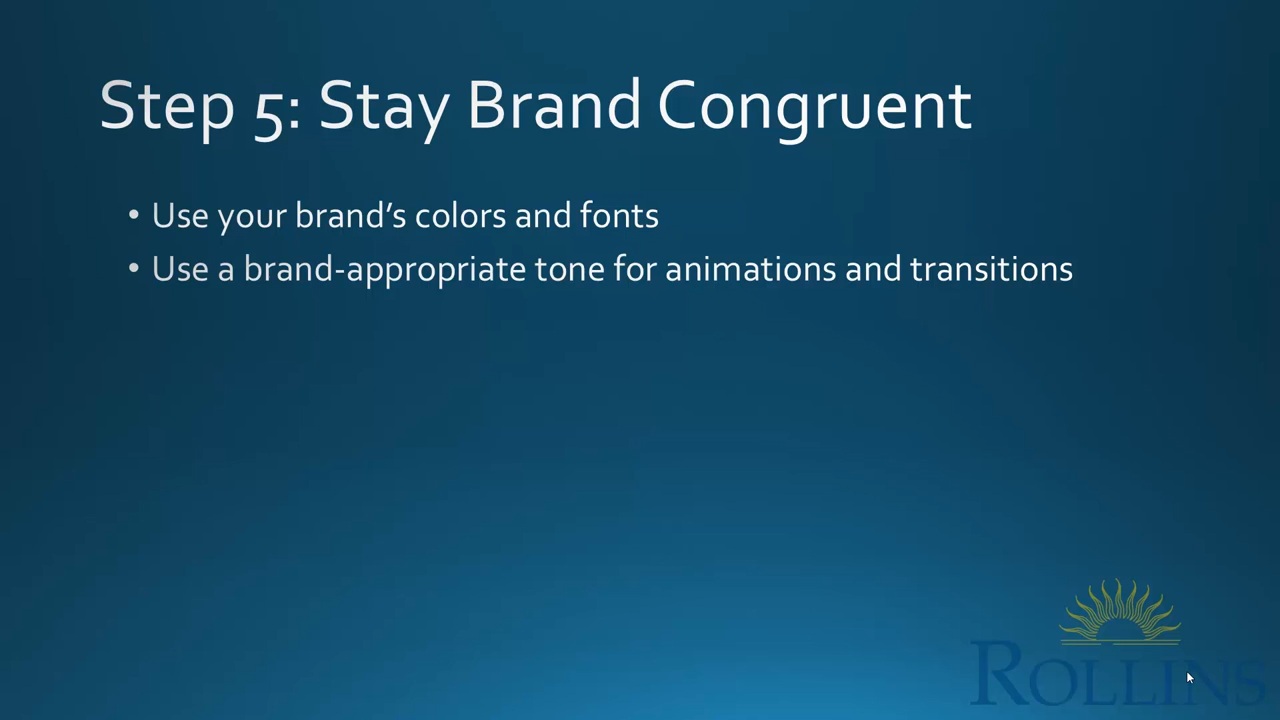 Step 5: Stay Brand Congruent
• Use your brand’s colors and fonts
• Use a brand-appropriate tone for animations and transitions
ROLLINS